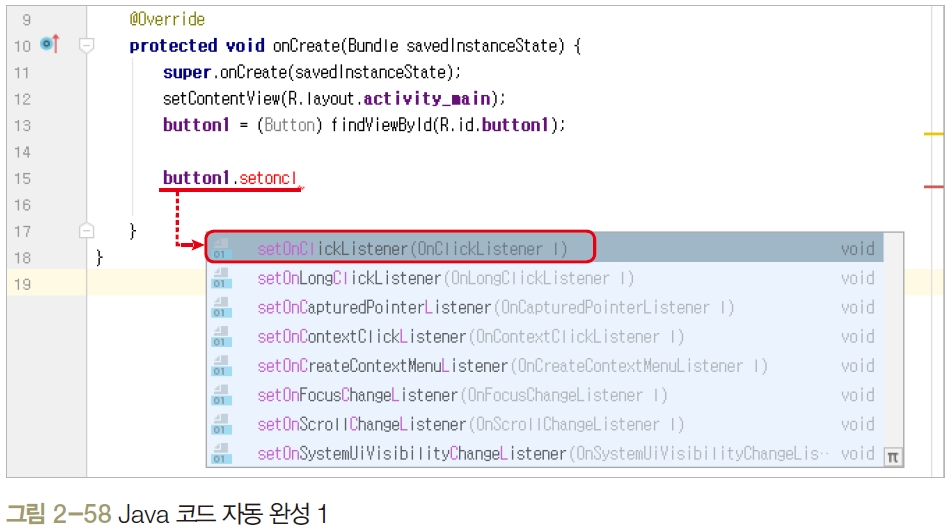 9 @Override
10 protected void onCreate(Bundle savedInstanceState) {
11 super.onCreate(savedInstanceState);
12 setContentView(R.layout.activity_main);
13 button1 = (Button) findViewById(R.id.button1);
14
15 button1.setoncl
16
17 }
18 }
19
01 setOnClickListener(OnClickListener l) void
01 setOnLongClickListener(OnLongClickListener l) void
01 setOnCapturedPointerListener(OnCapturedPointerListener l) void
01 setOnContextClickListener(OnContextClickListener l) void
01 setOnCreateContextMenuListener(OnCreateContextMenuListener l) void
01 setOnFocusChangeListener(OnFocusChangeListener l) void
01 setOnScrollChangeListener(OnScrollChangeListener l) void
01 setOnSystemUiVisibilityChangeListener(OnSystemUiVisibilityChangeLis… void π
그림 2-58 Java 코드 자동 완성 1